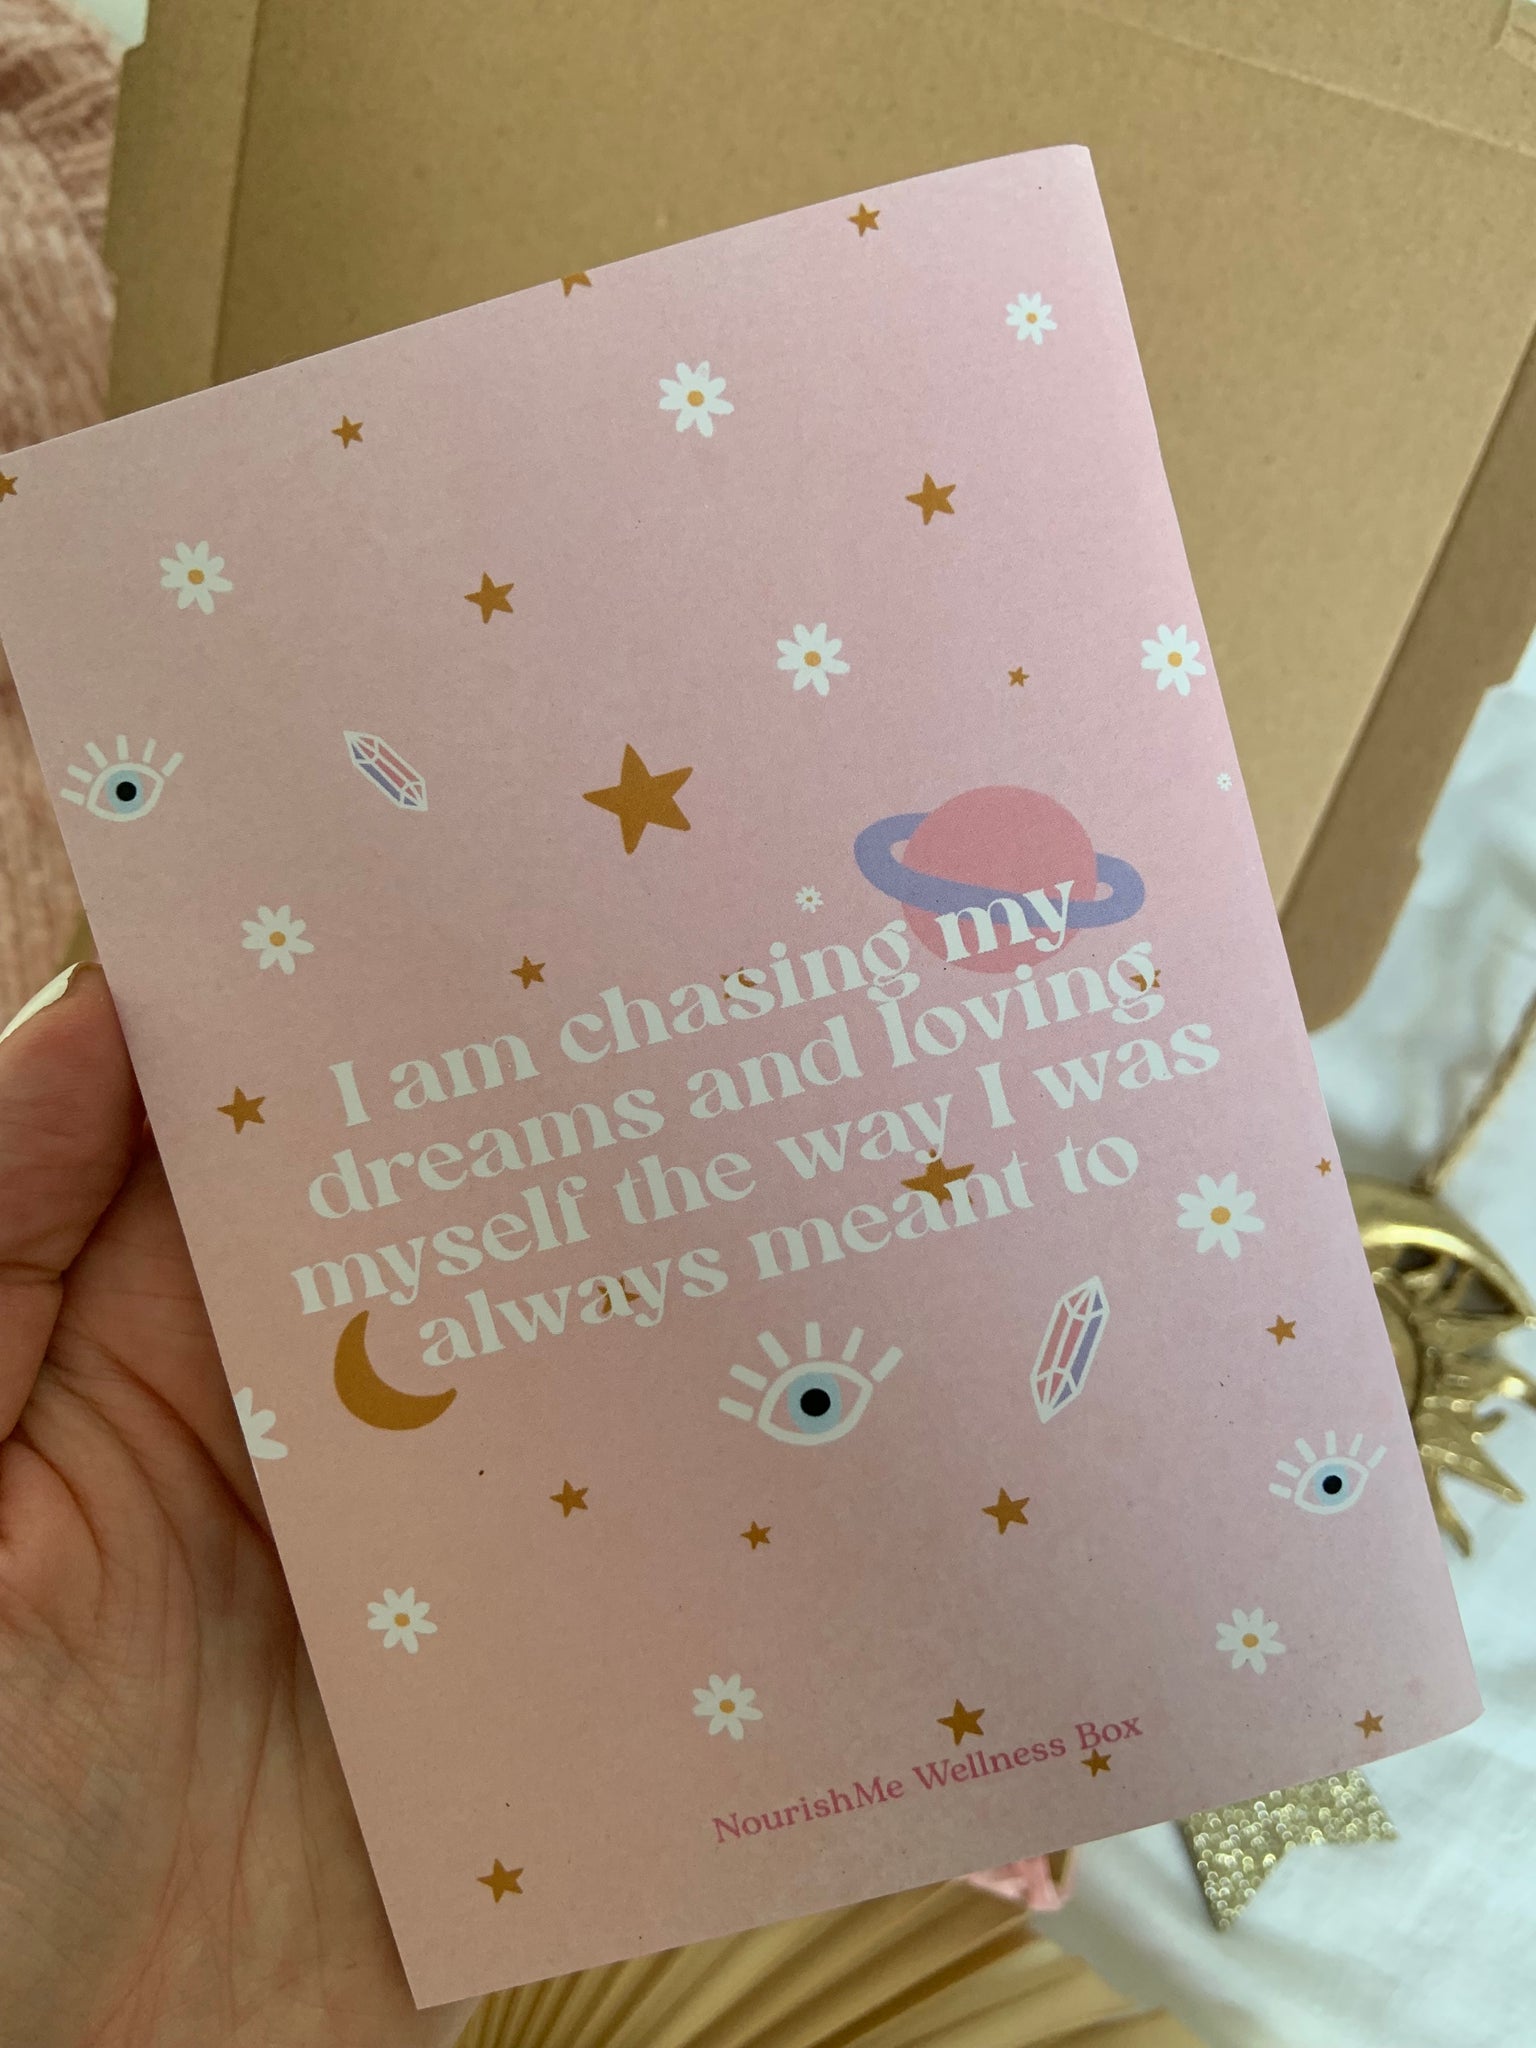 I am chasing my
dreams and loving
myself the way I was
always meant to
NourishMe Wellness Box